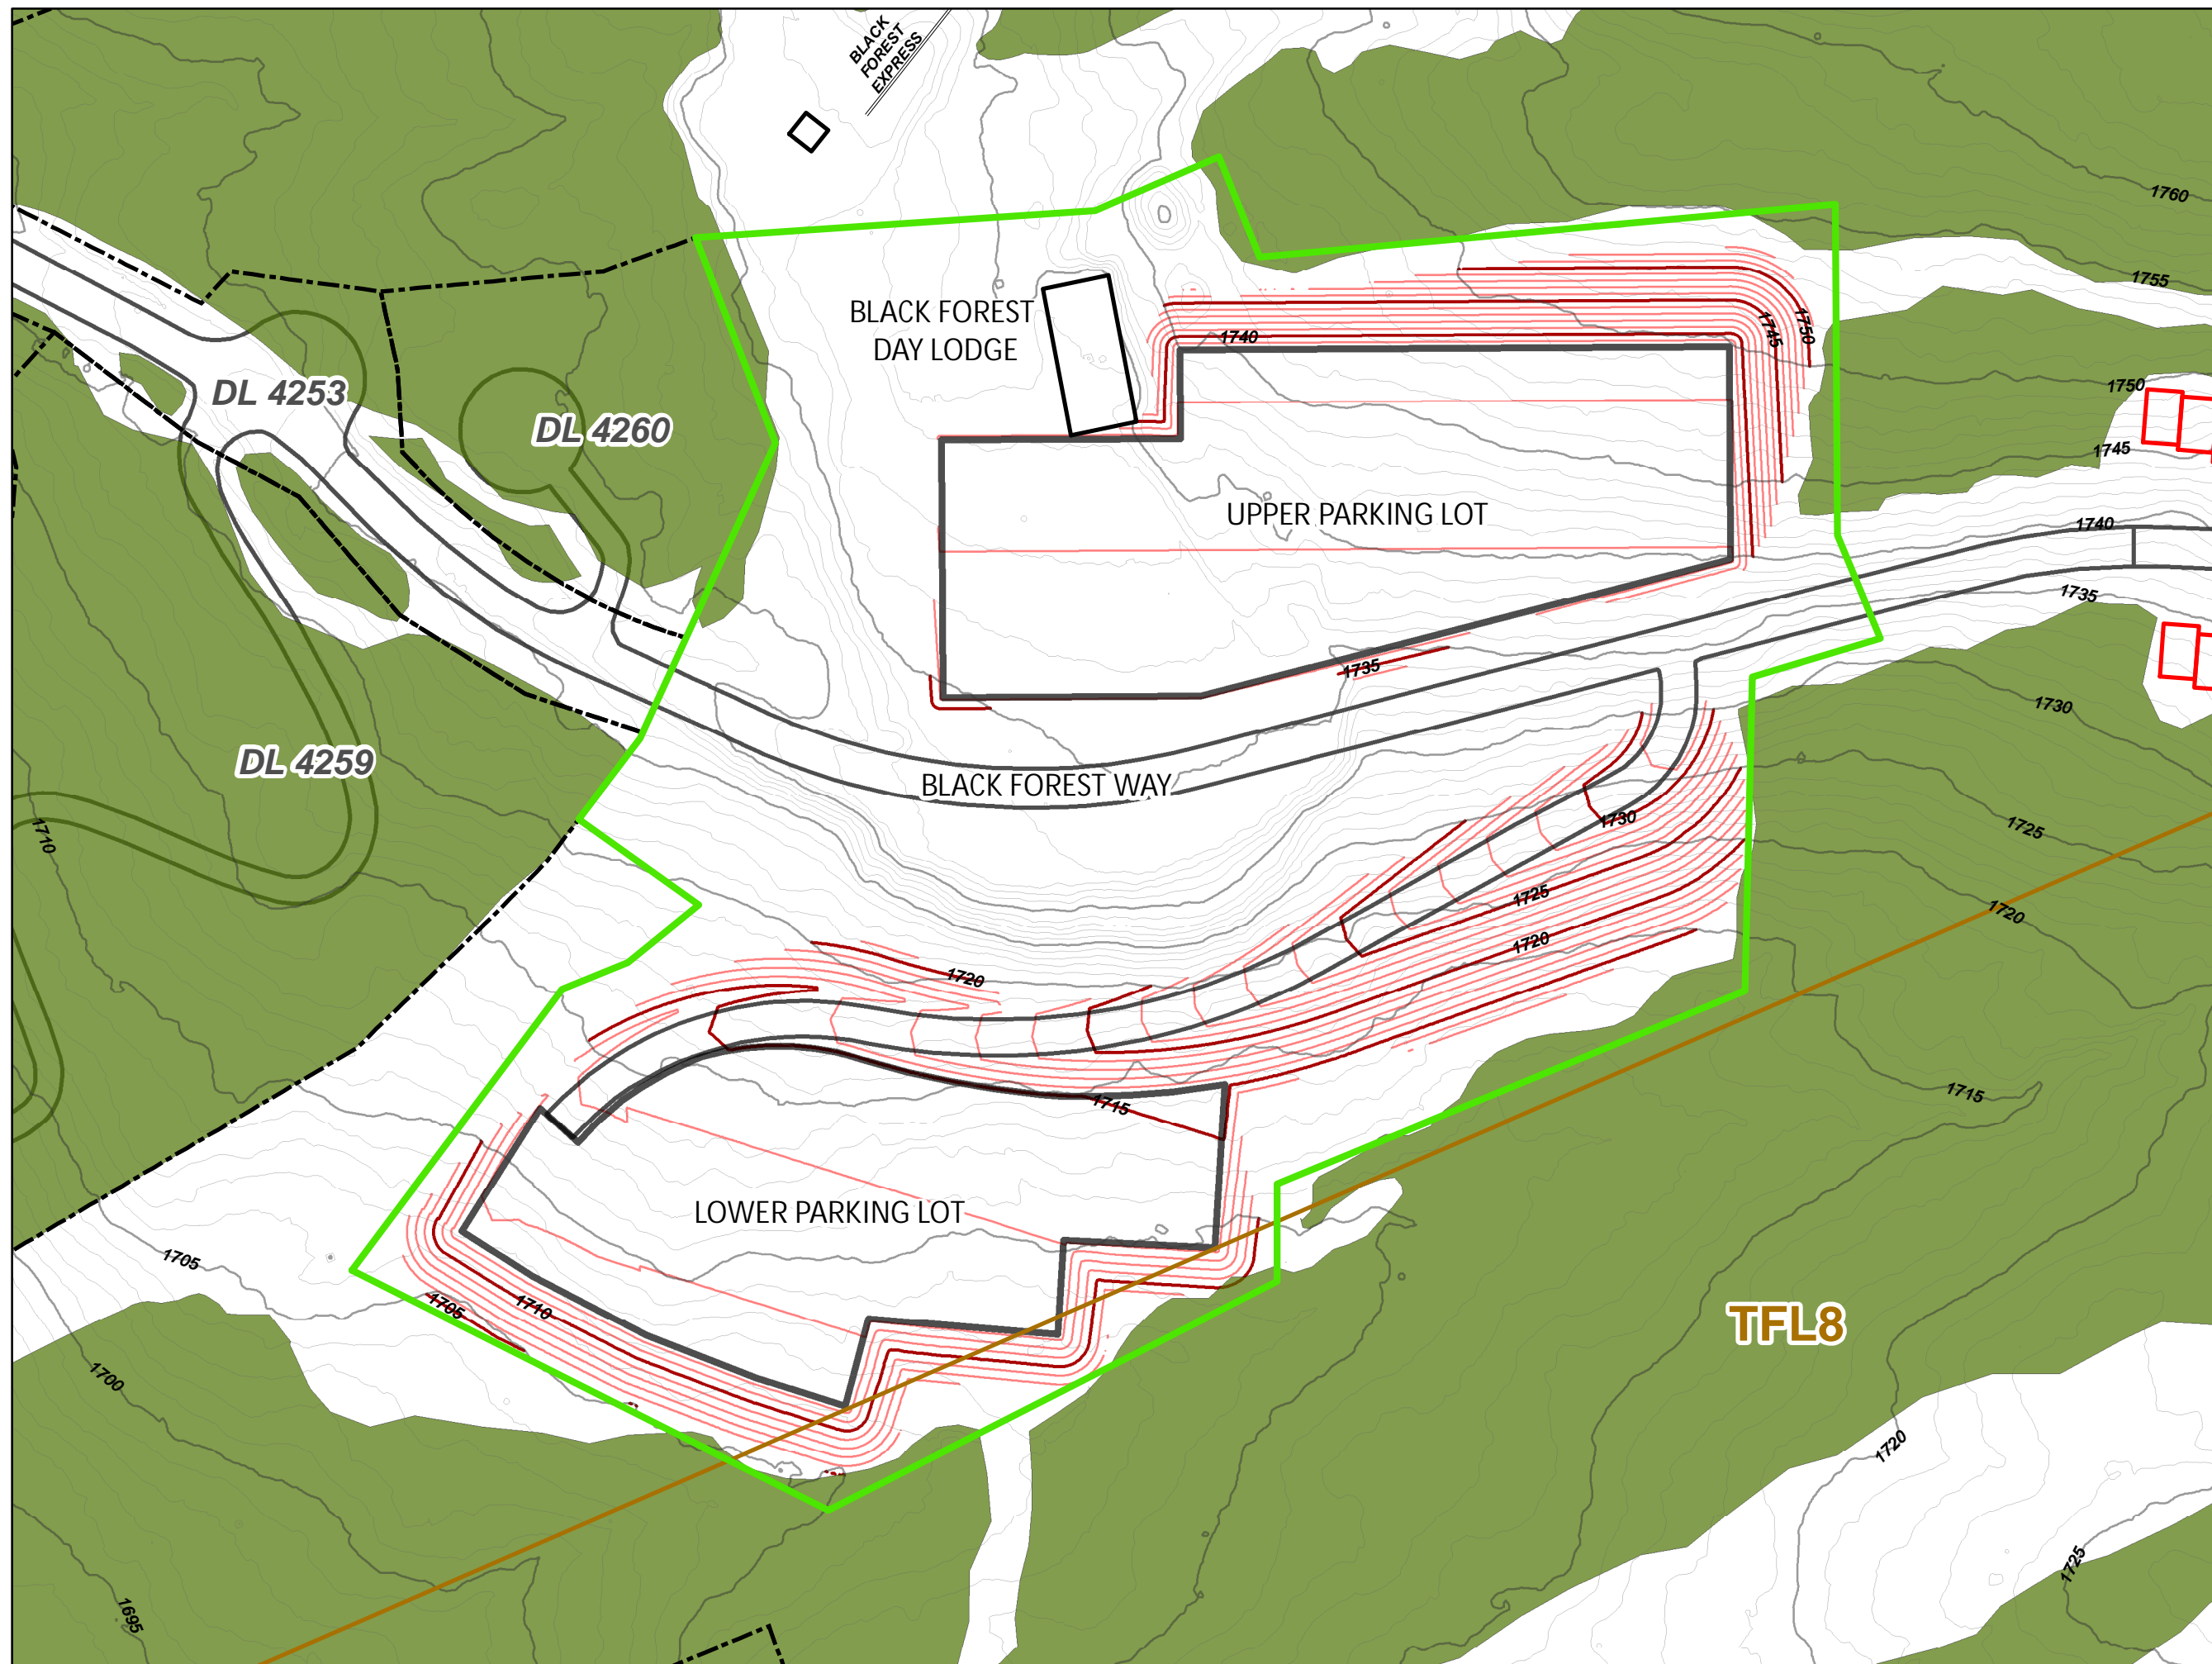 BLACK
FOREST
EXPRESS
1760
1755
BLACK FOREST
DAY LODGE
1740
1745
1750
1750
DL 4253
DL 4260
1745
UPPER PARKING LOT
1740
1735
1735
1730
DL 4259
BLACK FOREST WAY
1710
1730
1725
1725
1720
1720
1720
1715
1715
LOWER PARKING LOT
1705
1705
1710
TFL8
1700
1720
1725
1695